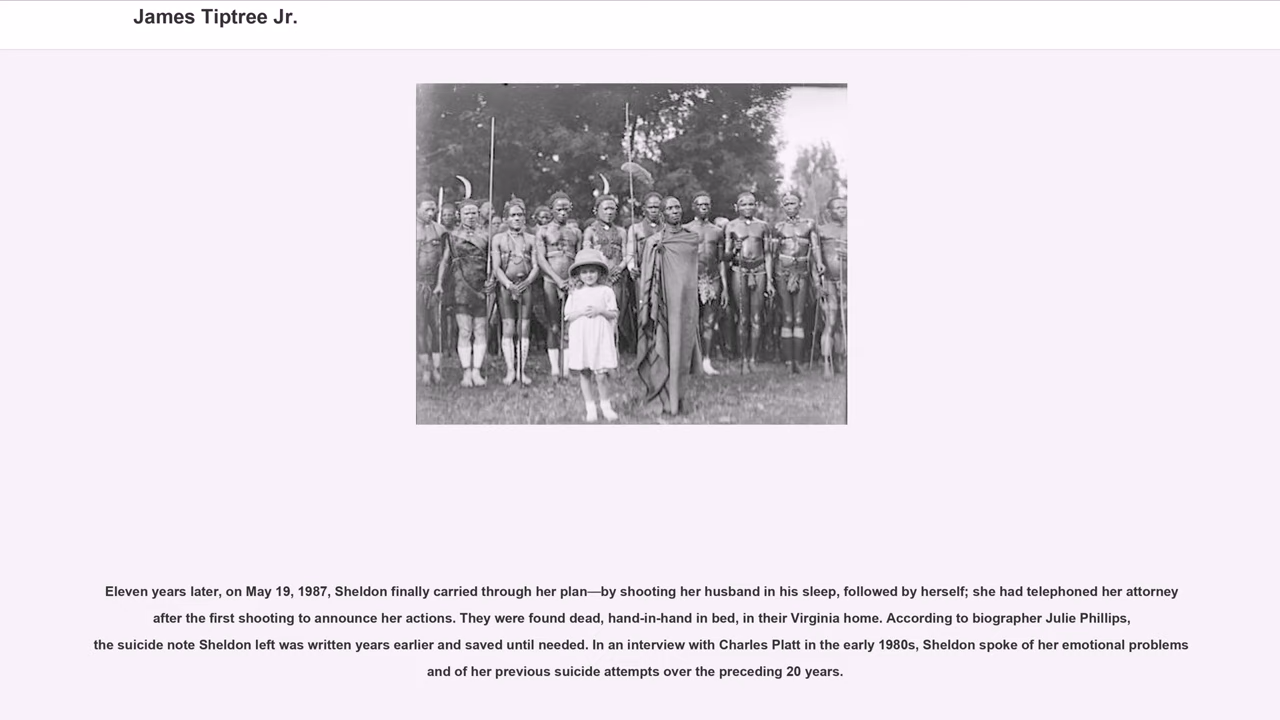 James Tiptree Jr.
Eleven years later, on May 19, 1987, Sheldon finally carried through her plan—by shooting her husband in his sleep, followed by herself; she had telephoned her attorney
after the first shooting to announce her actions. They were found dead, hand-in-hand in bed, in their Virginia home. According to biographer Julie Phillips,
the suicide note Sheldon left was written years earlier and saved until needed. In an interview with Charles Platt in the early 1980s, Sheldon spoke of her emotional problems
and of her previous suicide attempts over the preceding 20 years.